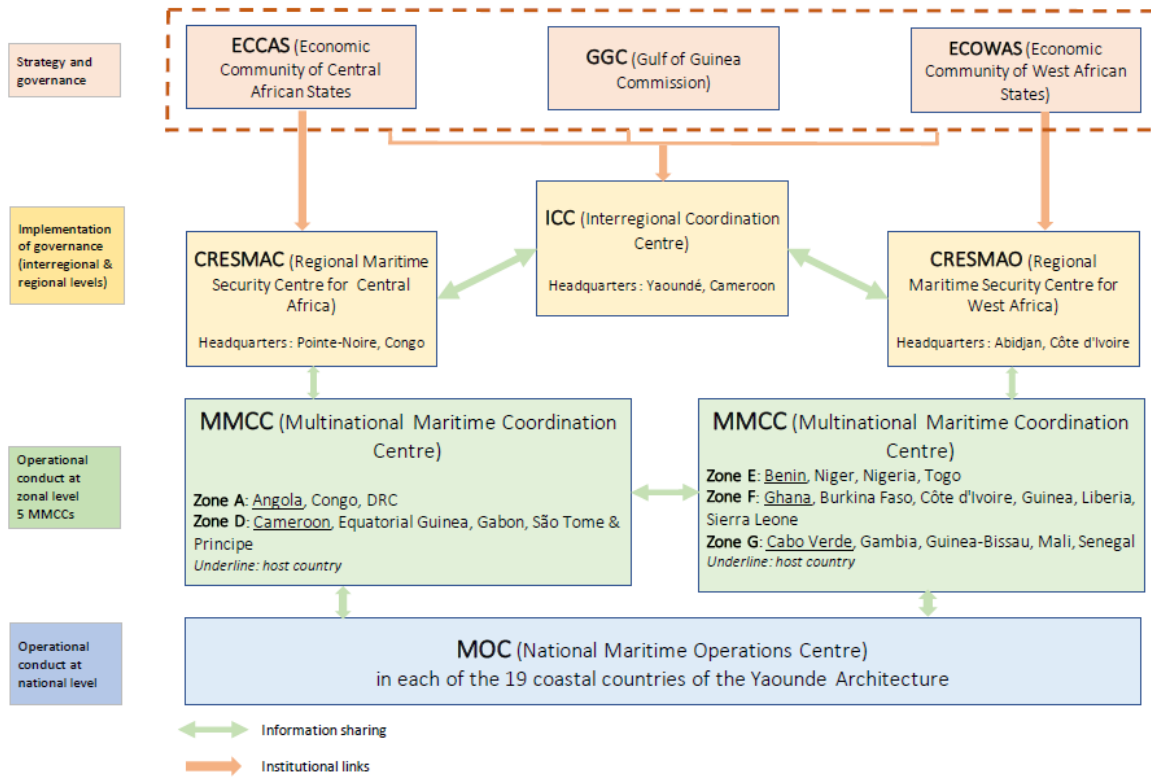 Strategy and
governance
ECCAS (Economic
Community of Central
African States
GGC (Gulf of Guinea
Commission)
ECOWAS (Economic
Community of West African
States)
Implementation
of governance
(interregional &
regional levels)
CRESMAC (Regional Maritime
Security Centre for Central
Africa)
Headquarters : Pointe-Noire, Congo
ICC (Interregional Coordination
Centre)
Headquarters : Yaoundé, Cameroon
CRESMAO (Regional
Maritime Security Centre for
West Africa)
Headquarters : Abidjan, Côte d'Ivoire
Operational
conduct at
zonal level
5 MMCCs
MMCC (Multinational Maritime Coordination
Centre)
Zone A: Angola, Congo, DRC
Zone D: Cameroon, Equatorial Guinea, Gabon, São Tome &
Principe
Underline: host country
MMCC (Multinational Maritime Coordination
Centre)
Zone E: Benin, Niger, Nigeria, Togo
Zone F: Ghana, Burkina Faso, Côte d'Ivoire, Guinea, Liberia,
Sierra Leone
Zone G: Cabo Verde, Gambia, Guinea-Bissau, Mali, Senegal
Underline: host country
Operational
conduct at
national level
MOC (National Maritime Operations Centre)
in each of the 19 coastal countries of the Yaounde Architecture
Information sharing
Institutional links